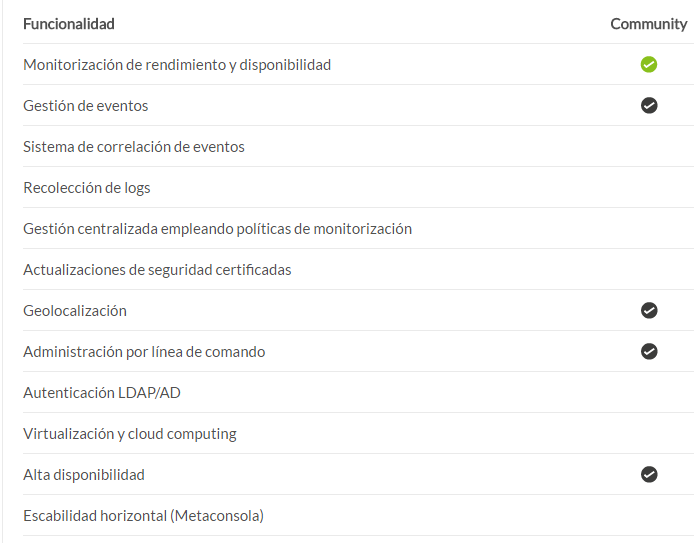 Funcionalidad Community
Monitorización de rendimiento y disponibilidad
Gestión de eventos
Sistema de correlación de eventos
Recolección de logs
Gestión centralizada empleando políticas de monitorización
Actualizaciones de seguridad certificadas
Geolocalización
Administración por línea de comando
Autenticación LDAP/AD
Virtualización y cloud computing
Alta disponibilidad
Escabilidad horizontal (Metaconsola)